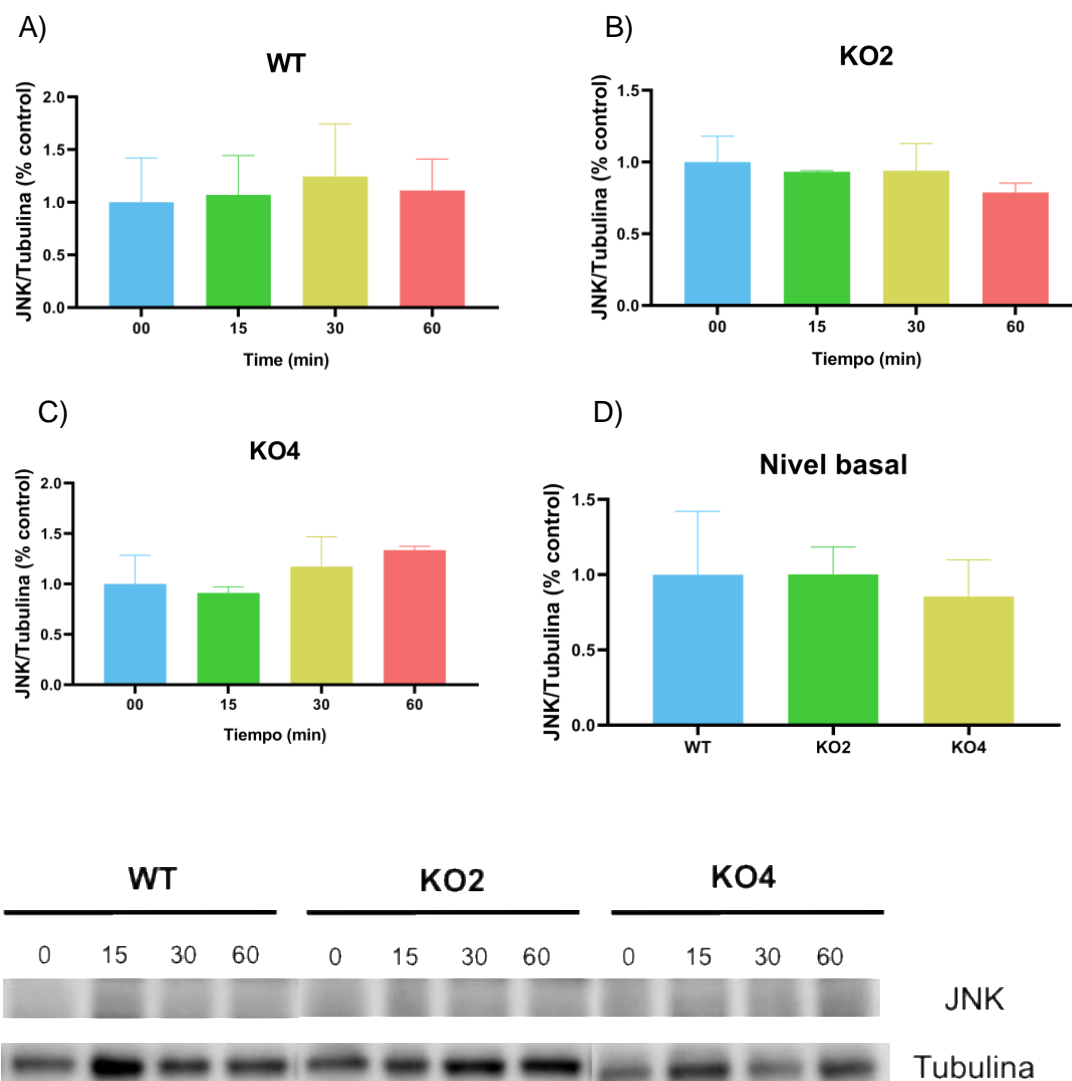 A)
WT
JNK/Tubulina (% control)
2.0
1.5
1.0
0.5
0.0
00 15 30 60
Time (min)
B)
KO2
JNK/Tubulina (% control)
1.5
1.0
0.5
0.0
00 15 30 60
Tiempo (min)
C)
KO4
JNK/Tubulina (% control)
2.0
1.5
1.0
0.5
0.0
00 15 30 60
Tiempo (min)
D)
Nivel basal
JNK/Tubulina (% control)
1.5
1.0
0.5
0.0
WT KO2 KO4
WT KO2 KO4
0 15 30 60 0 15 30 60 0 15 30 60
JNK
Tubulina